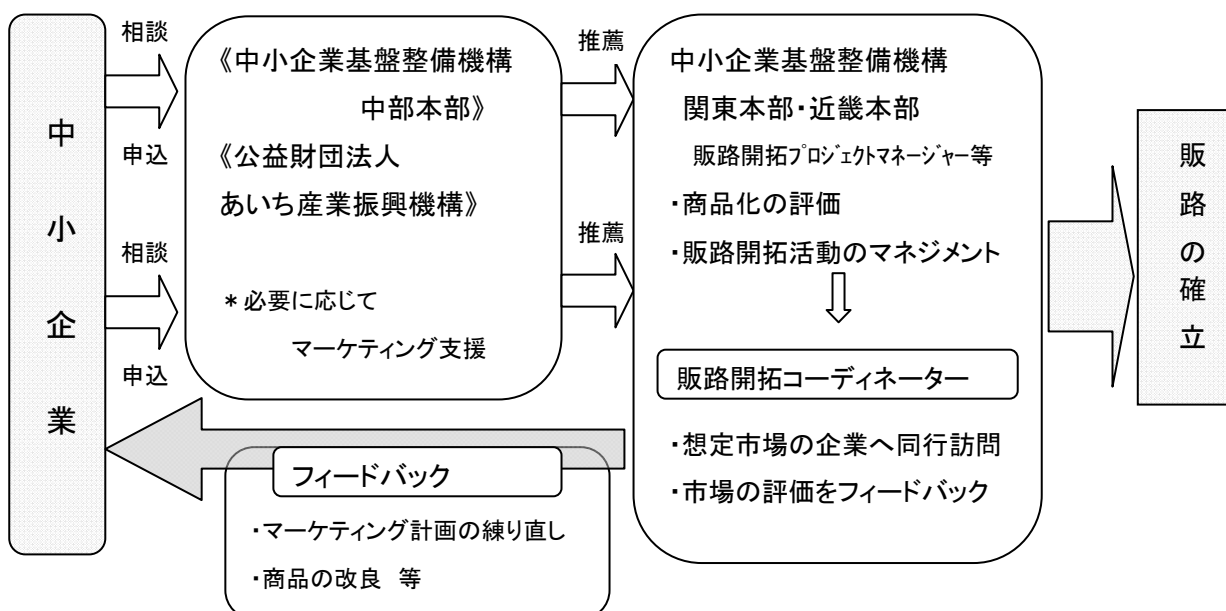 中小企業
相談
申込
相談
申込
《中小企業基盤整備機構
中部本部》
《公益財団法人
あいち産業振興機構》
*必要に応じて
マーケティング支援
推薦
推薦
中小企業基盤整備機構
関東本部・近畿本部
販路開拓プロジェクトマネージャー等
・商品化の評価
・販路開拓活動のマネジメント
販路開拓コーディネーター
・想定市場の企業へ同行訪問
・市場の評価をフィードバック
販路の確立
フィードバック
・マーケティング計画の練り直し
・商品の改良 等